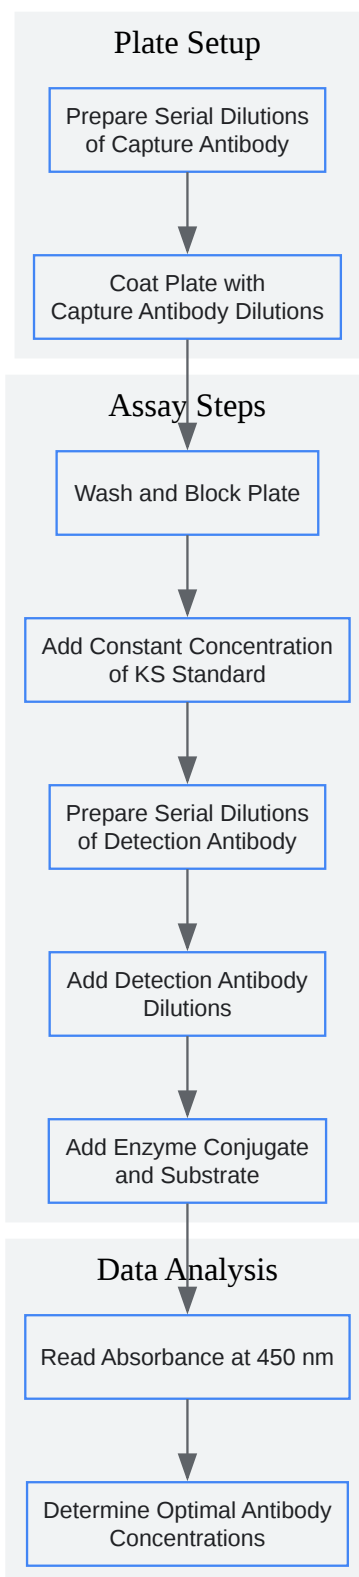 Plate Setup
Prepare Serial Dilutions
of Capture Antibody
Coat Plate with
Capture Antibody Dilutions
Assay Steps
Wash and Block Plate
Add Constant Concentration
of KS Standard
Prepare Serial Dilutions
of Detection Antibody
Add Detection Antibody
Dilutions
Add Enzyme Conjugate
and Substrate
Data Analysis
Read Absorbance at 450 nm
Determine Optimal Antibody
Concentrations